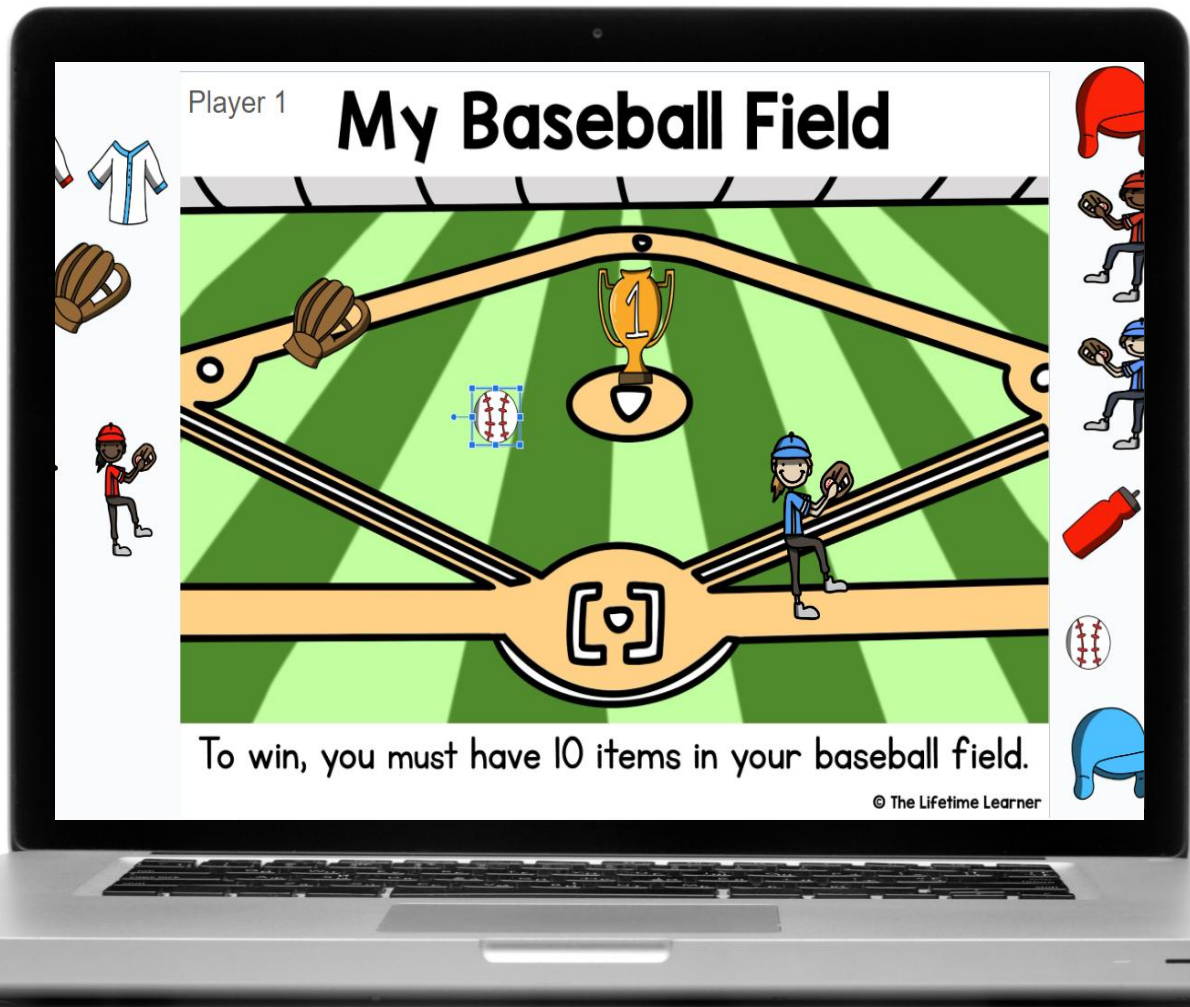 Player 1
My Baseball Field
1
To win, you must have 10 items in your baseball field.
© The Lifetime Learner